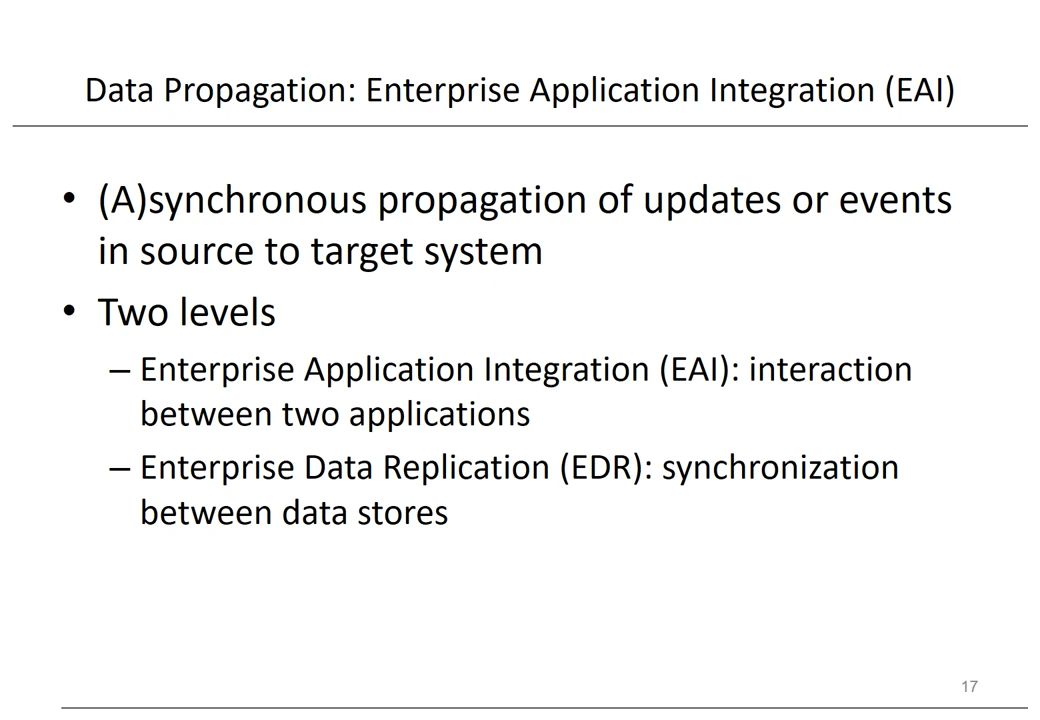 Data Propagation: Enterprise Application Integration (EAI)
• (A)synchronous propagation of updates or events
in source to target system
• Two levels
– Enterprise Application Integration (EAI): interaction
between two applications
– Enterprise Data Replication (EDR): synchronization
between data stores
17